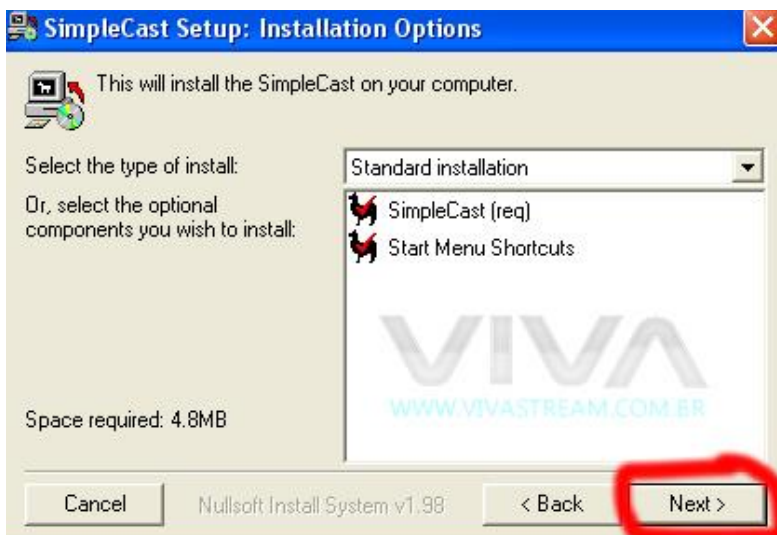 SimpleCast Setup: Installation Options
This will install the SimpleCast on your computer.
Select the type of install:
Standard installation
Or, select the optional
components you wish to install:
SimpleCast (req)
Start Menu Shortcuts
VIVA
WWW.VIVASTREAM.COM.BR
Space required: 4.8MB
Cancel
Nullsoft Install System v1.98
< Back
Next >